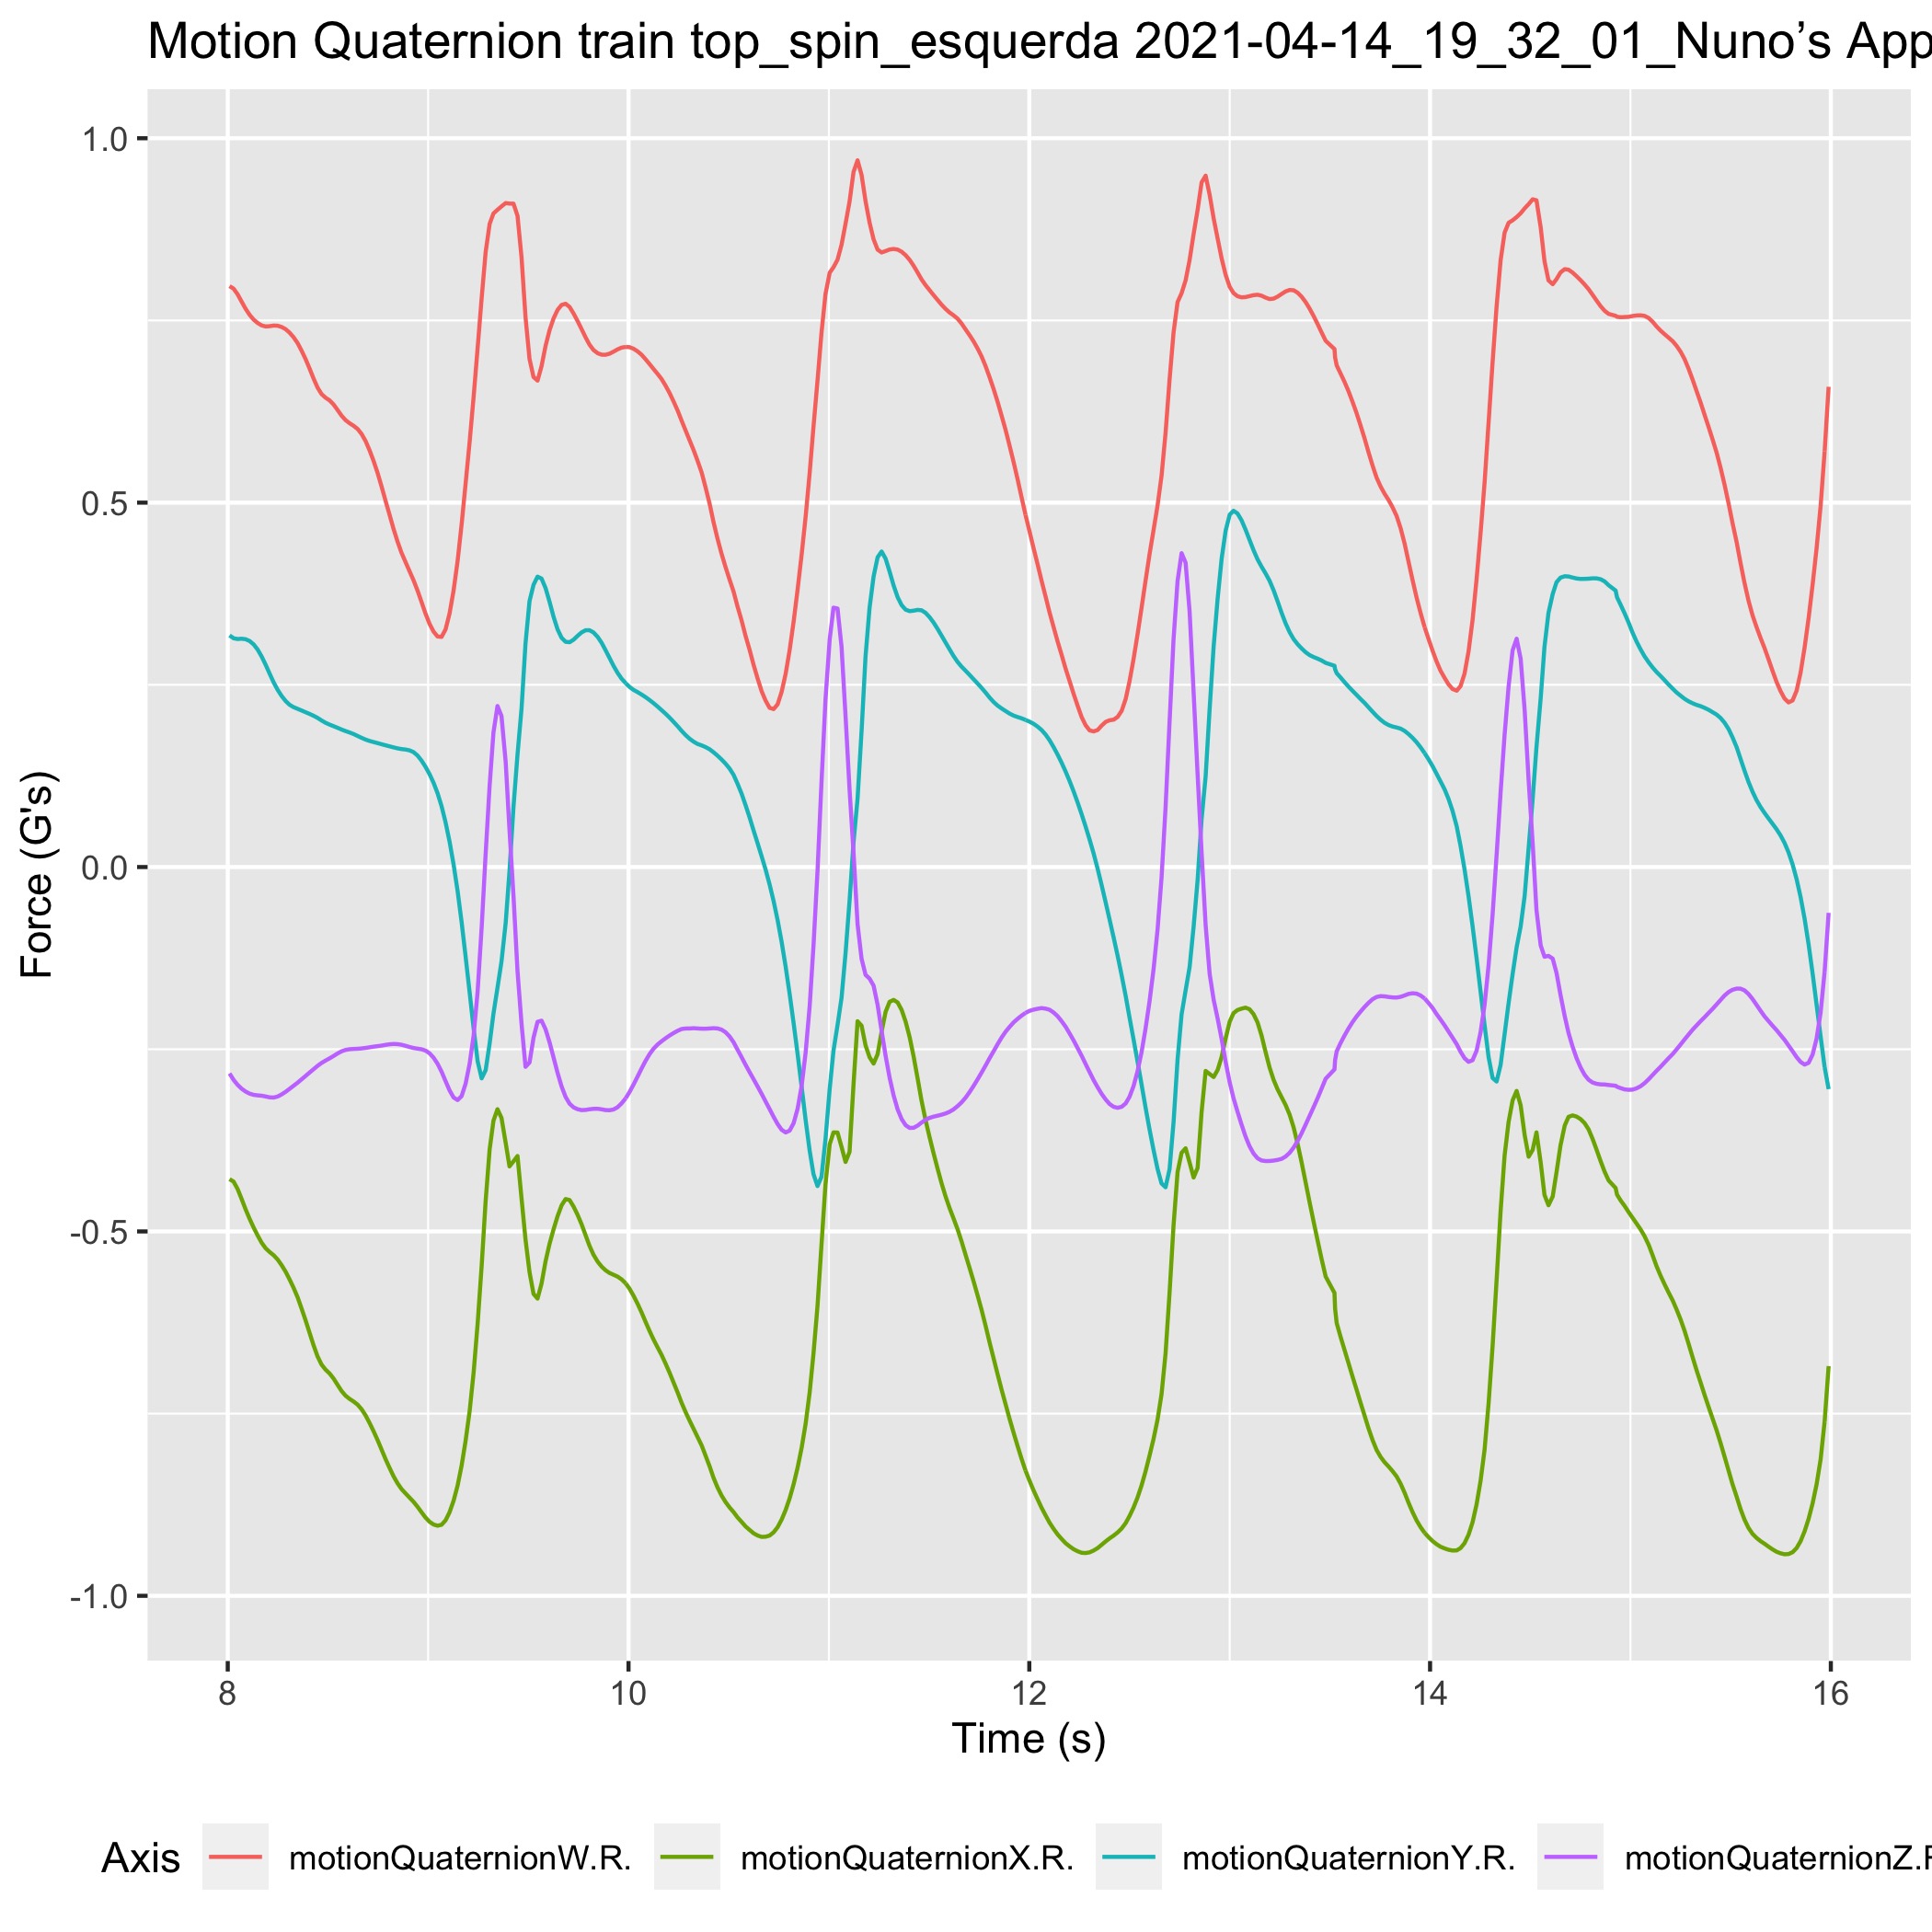 Motion Quaternion train top_spin_esquerda 2021-04-14_19_32_01_Nuno’s App
1.0
0.5
0.0
-0.5
-1.0
Force (G's)
8 10 12 14 16
Time (s)
Axis motionQuaternionW.R. motionQuaternionX.R. motionQuaternionY.R. motionQuaternionZ.R